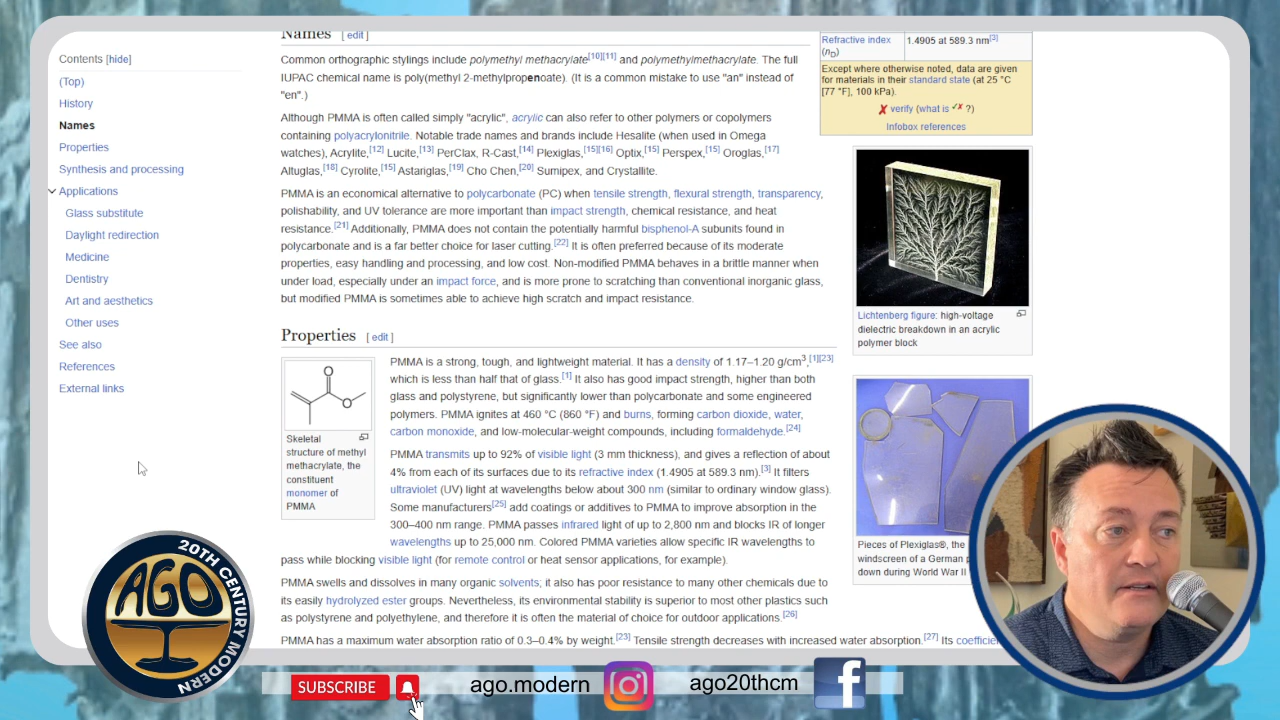 Contents [hide]
(Top)
History
Names
Properties
Synthesis and processing
Applications
Glass substitute
Daylight redirection
Medicine
Dentistry
Art and aesthetics
Other uses
See also
References
External links
Names [ edit ]
Common orthographic stylings include polymethyl methacrylate[10][11] and polymethylmethacrylate. The full
IUPAC chemical name is poly(methyl 2-methylpropenoate). (It is a common mistake to use "an" instead of
"en".)
Although PMMA is often called simply "acrylic", acrylic can also refer to other polymers or copolymers
containing polyacrylonitrile. Notable trade names and brands include Hesalite (when used in Omega
watches), Acrylite,[12] Lucite,[13] PerClax, R-Cast,[14] Plexiglas,[15][16] Optix,[15] Perspex,[15] Oroglas,[17]
Altuglas,[18] Cyrolite,[15] Astariglas,[19] Cho Chen,[20] Sumipex, and Crystallite.
PMMA is an economical alternative to polycarbonate (PC) when tensile strength, flexural strength, transparency,
polishability, and UV tolerance are more important than impact strength, chemical resistance, and heat
resistance.[21] Additionally, PMMA does not contain the potentially harmful bisphenol-A subunits found in
polycarbonate and is a far better choice for laser cutting.[22] It is often preferred because of its moderate
properties, easy handling and processing, and low cost. Non-modified PMMA behaves in a brittle manner when
under load, especially under an impact force, and is more prone to scratching than conventional inorganic glass,
but modified PMMA is sometimes able to achieve high scratch and impact resistance.
Properties [ edit ]
O
O
Skeletal
structure of methyl
methacrylate, the
constituent
monomer of
PMMA
PMMA is a strong, tough, and lightweight material. It has a density of 1.17–1.20 g/cm3,[1][23]
which is less than half that of glass.[1] It also has good impact strength, higher than both
glass and polystyrene, but significantly lower than polycarbonate and some engineered
polymers. PMMA ignites at 460 °C (860 °F) and burns, forming carbon dioxide, water,
carbon monoxide, and low-molecular-weight compounds, including formaldehyde.[24]
PMMA transmits up to 92% of visible light (3 mm thickness), and gives a reflection of about
4% from each of its surfaces due to its refractive index (1.4905 at 589.3 nm).[3] It filters
ultraviolet (UV) light at wavelengths below about 300 nm (similar to ordinary window glass).
Some manufacturers[25] add coatings or additives to PMMA to improve absorption in the
300–400 nm range. PMMA passes infrared light of up to 2,800 nm and blocks IR of longer
wavelengths up to 25,000 nm. Colored PMMA varieties allow specific IR wavelengths to
pass while blocking visible light (for remote control or heat sensor applications, for example).
PMMA swells and dissolves in many organic solvents; it also has poor resistance to many other chemicals due to
its easily hydrolyzed ester groups. Nevertheless, its environmental stability is superior to most other plastics such
as polystyrene and polyethylene, and therefore it is often the material of choice for outdoor applications.[26]
PMMA has a maximum water absorption ratio of 0.3–0.4% by weight.[23] Tensile strength decreases with increased water absorption.[27] Its
Refractive index
(nD)
1.4905 at 589.3 nm[3]
Except where otherwise noted, data are given
for materials in their standard state (at 25 °C
[77 °F], 100 kPa).
✗ verify (what is ✓✗ ?)
Infobox references
Lichtenberg figure: high-voltage
dielectric breakdown in an acrylic
polymer block
Pieces of Plexiglas®, the
windscreen of a German
down during World War II
20TH CENTURY MODERN
AGO
SUBSCRIBE
ago.modern
ago20thcm
f